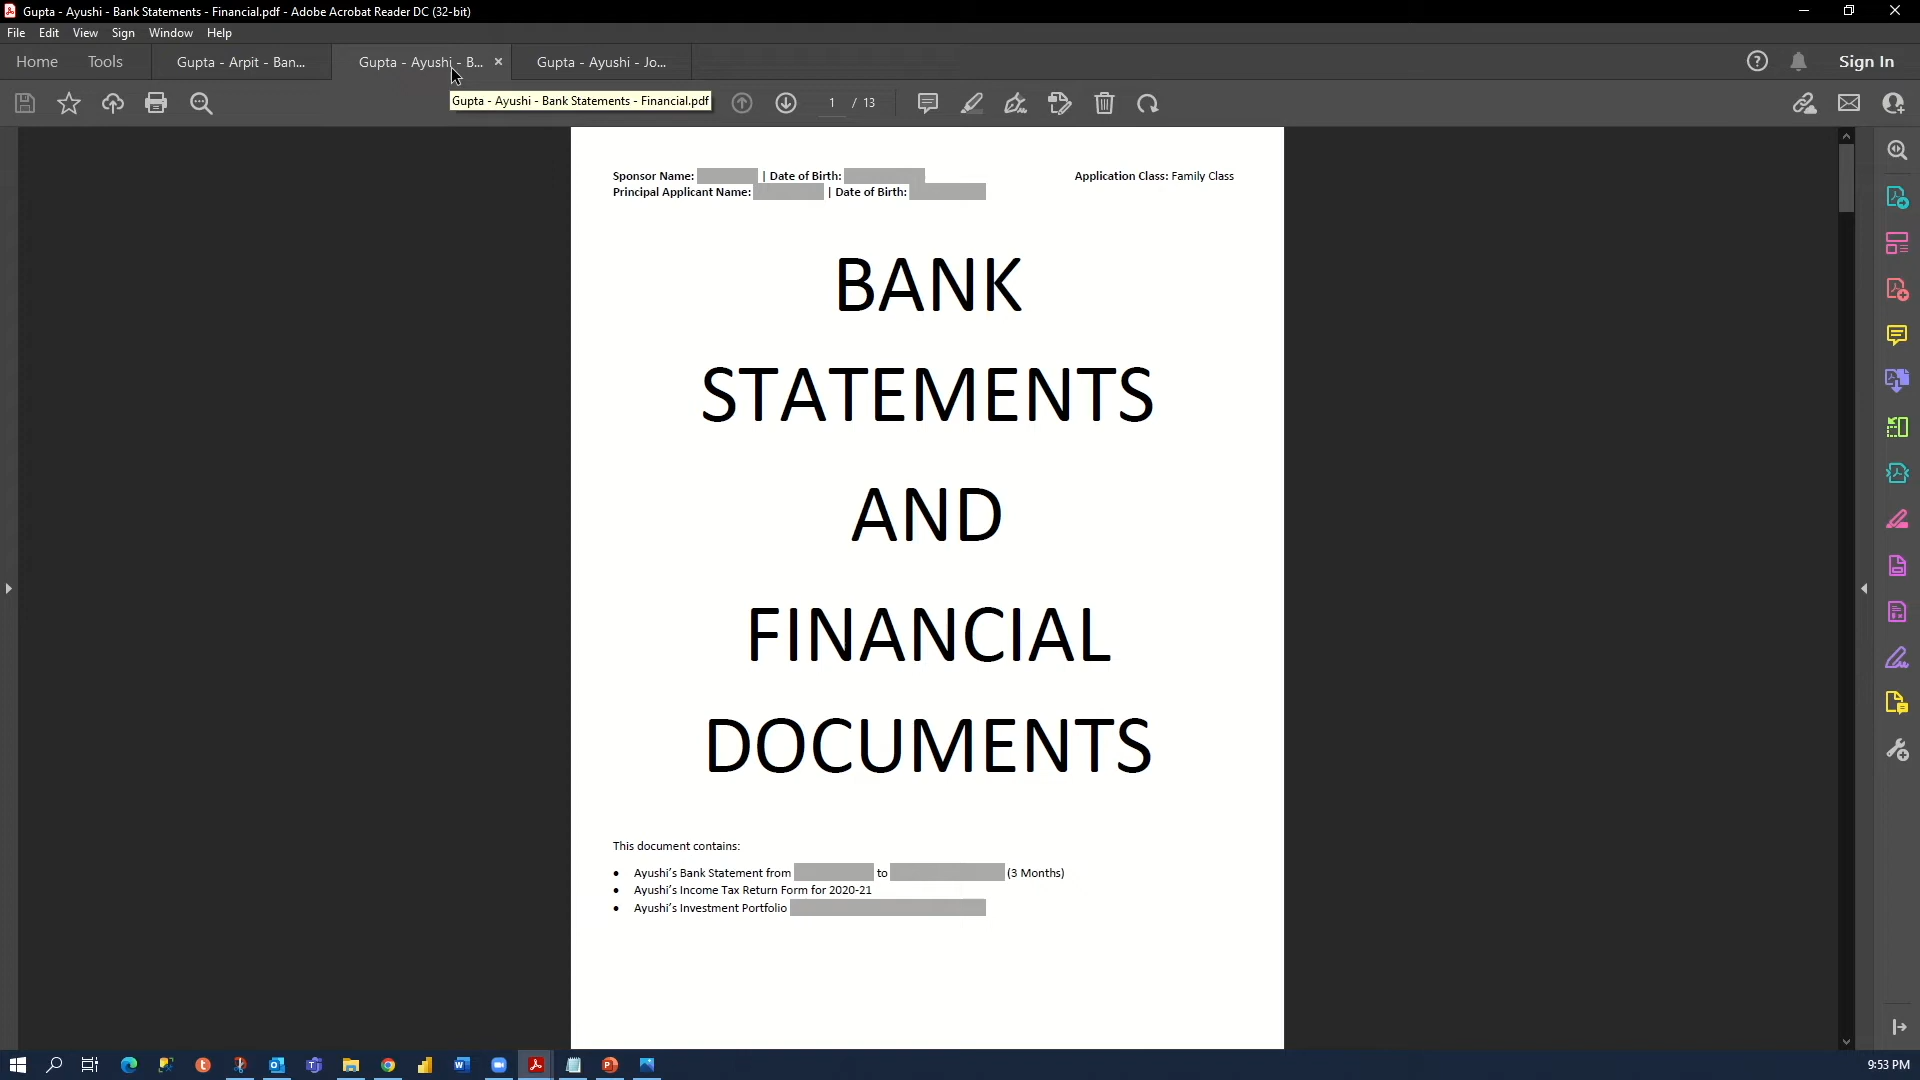 Gupta - Ayushi - Bank Statements - Financial.pdf - Adobe Acrobat Reader DC (32-bit)
File Edit View Sign Window Help
Home Tools Gupta - Arpit - Ban... Gupta - Ayushi - B... Gupta - Ayushi - Jo... Sign In
Gupta - Ayushi - Bank Statements - Financial.pdf
1 / 13
Sponsor Name: | Date of Birth: Application Class: Family Class
Principal Applicant Name: | Date of Birth:
BANK
STATEMENTS
AND
FINANCIAL
DOCUMENTS
This document contains:
• Ayushi's Bank Statement from to (3 Months)
• Ayushi's Income Tax Return Form for 2020-21
• Ayushi's Investment Portfolio
9:53 PM